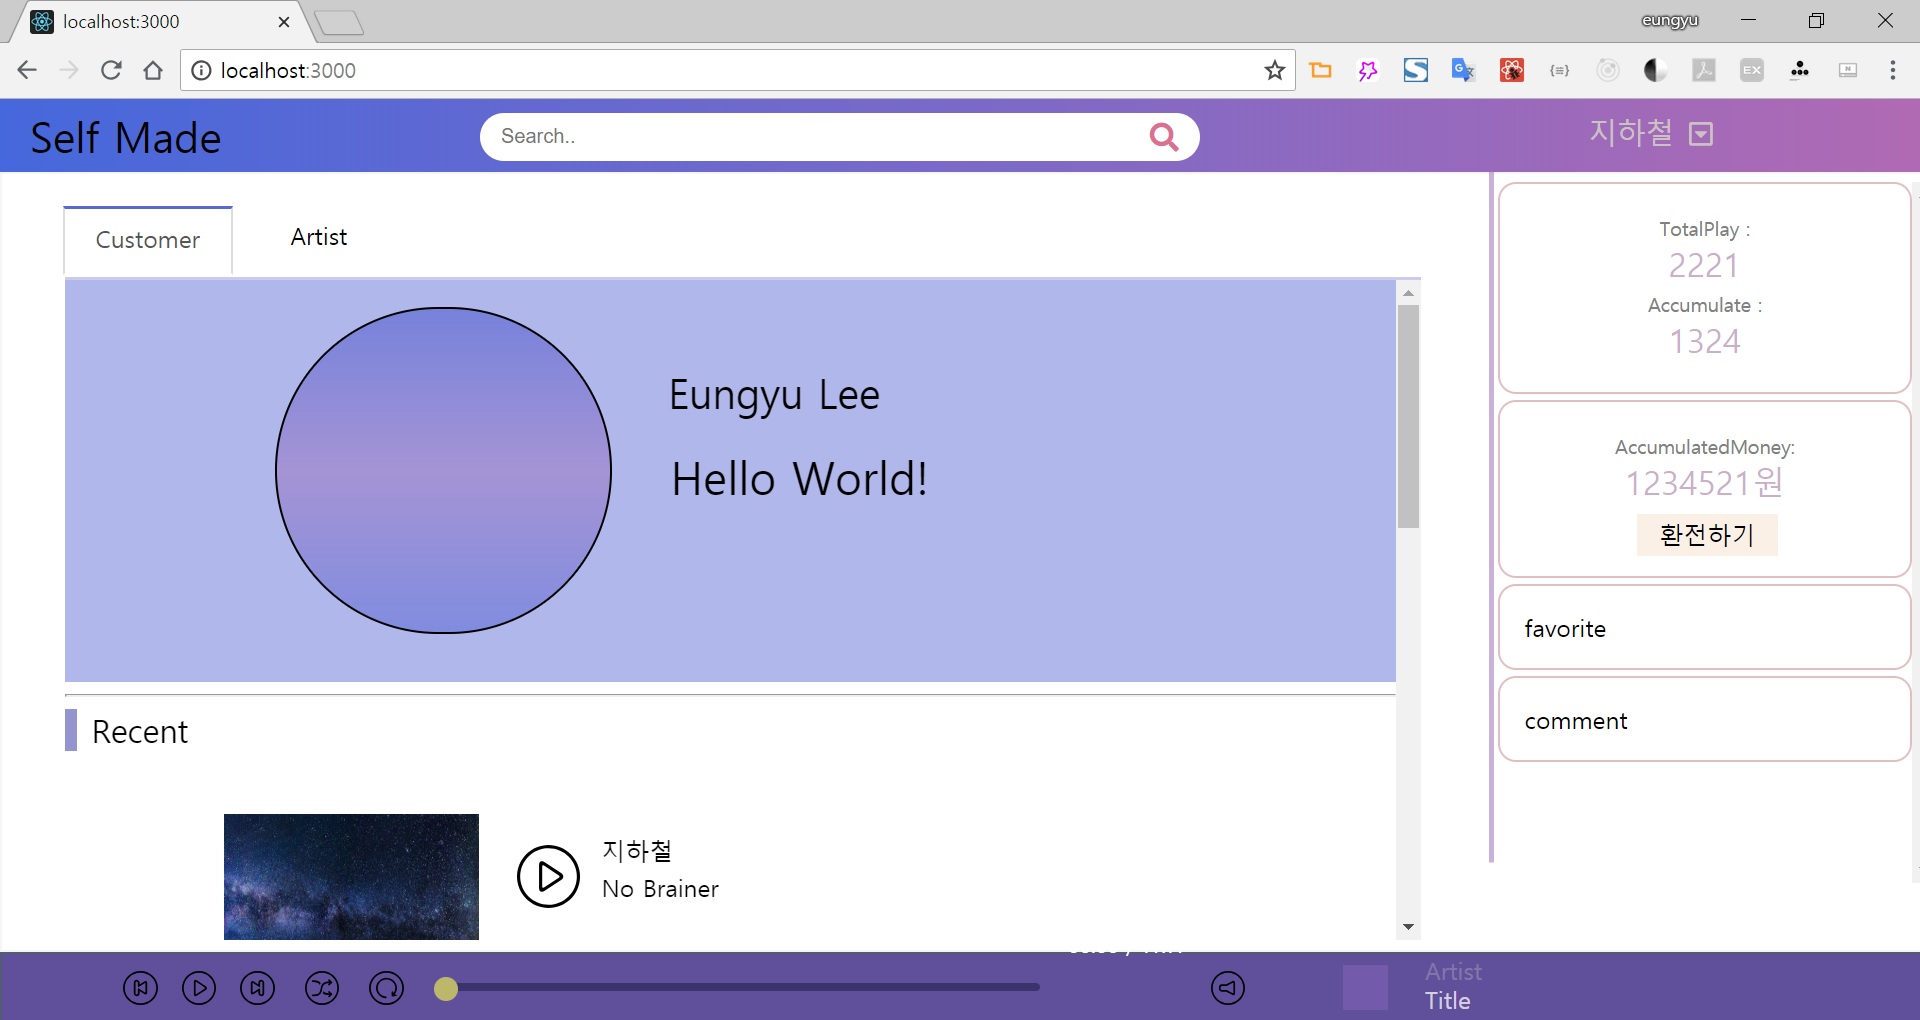 localhost:3000
eungyu
localhost:3000
Self Made
Search..
지하철
Customer
Artist
Eungyu Lee
Hello World!
Recent
지하철
No Brainer
TotalPlay :
2221
Accumulate :
1324
AccumulatedMoney:
1234521원
환전하기
favorite
comment
Artist
Title